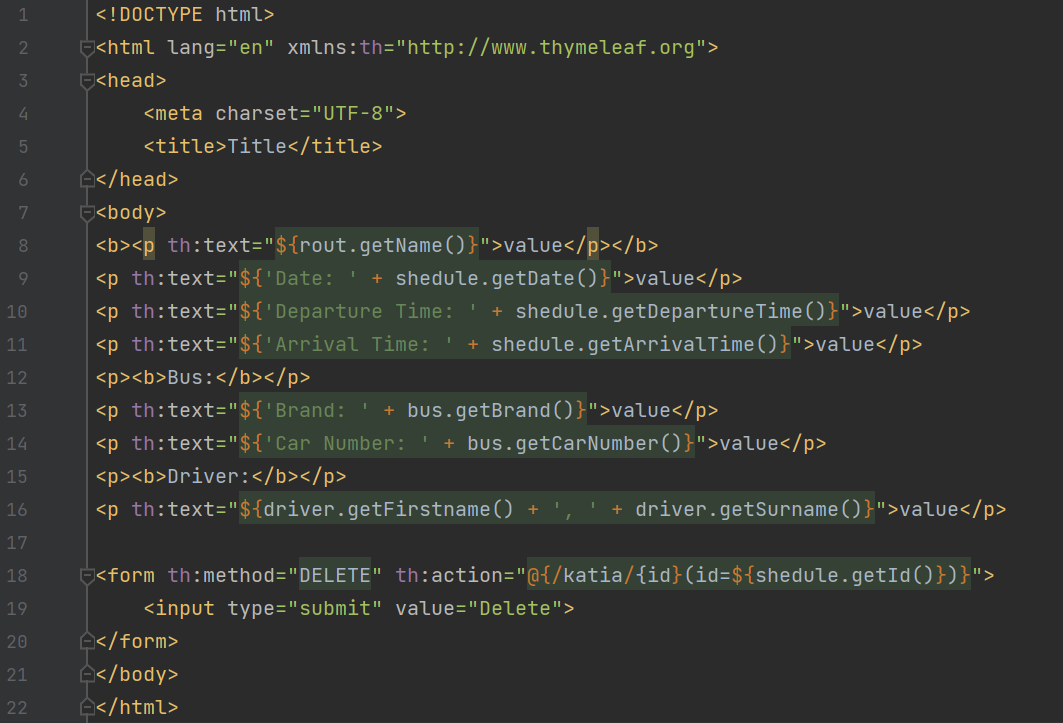 1 <!DOCTYPE html>
2 <html lang="en" xmlns:th="http://www.thymeleaf.org">
3 <head>
4     <meta charset="UTF-8">
5     <title>Title</title>
6 </head>
7 <body>
8 <b><p th:text="${rout.getName()}">value</p></b>
9 <p th:text="${'Date: ' + shedule.getDate()}">value</p>
10 <p th:text="${'Departure Time: ' + shedule.getDepartureTime()}">value</p>
11 <p th:text="${'Arrival Time: ' + shedule.getArrivalTime()}">value</p>
12 <p><b>Bus:</b></p>
13 <p th:text="${'Brand: ' + bus.getBrand()}">value</p>
14 <p th:text="${'Car Number: ' + bus.getCarNumber()}">value</p>
15 <p><b>Driver:</b></p>
16 <p th:text="${driver.getFirstname() + ', ' + driver.getSurname()}">value</p>
17
18 <form th:method="DELETE" th:action="@{/katia/{id}(id=${shedule.getId()})}">
19     <input type="submit" value="Delete">
20 </form>
21 </body>
22 </html>